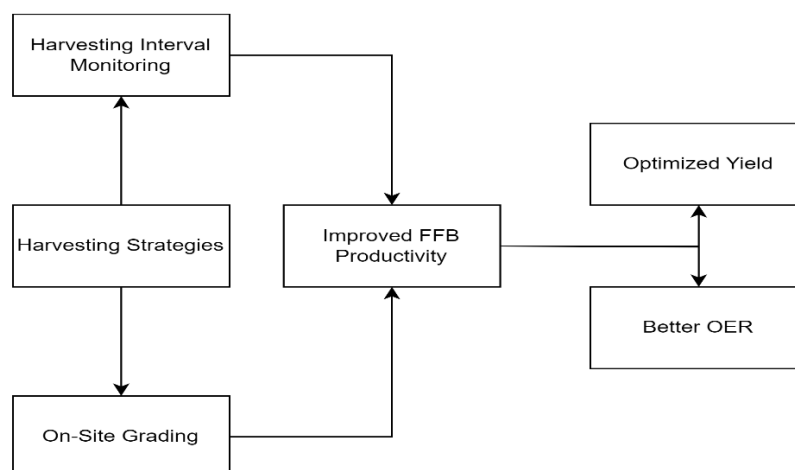 Harvesting Interval
Monitoring
Optimized Yield
Harvesting Strategies
Improved FFB
Productivity
Better OER
On-Site Grading